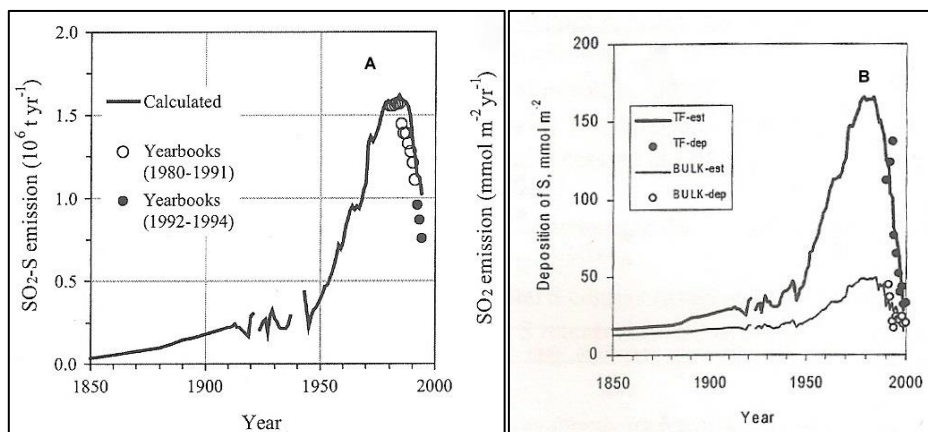 SO₂-S emission (10⁶ t yr⁻¹)
2.0
1.5
1.0
0.5
0.0
A
Calculated
Yearbooks
(1980-1991)
Yearbooks
(1992-1994)
1850
1900
1950
2000
Year
SO₂ emission (mmol m⁻² yr⁻¹)
Deposition of S, mmol m⁻²
200
150
100
50
0
B
TF-est
TF-dep
BULK-est
BULK-dep
1850
1900
1950
2000
Year